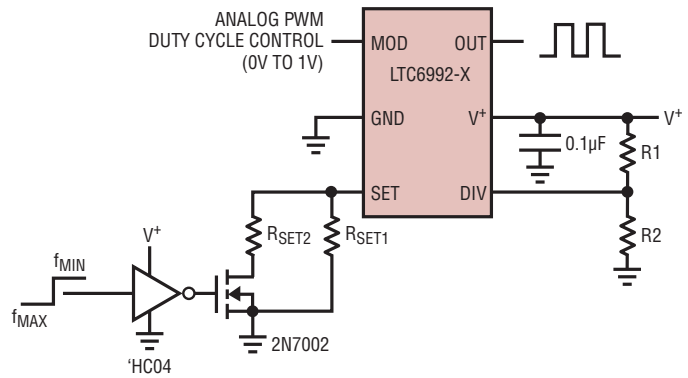 ANALOG PWM
DUTY CYCLE CONTROL
(0V TO 1V)
MOD
OUT
LTC6992-X
GND
V+
V+
0.1µF
R1
SET
DIV
RSET2
RSET1
R2
V+
fMIN
fMAX
2N7002
'HC04